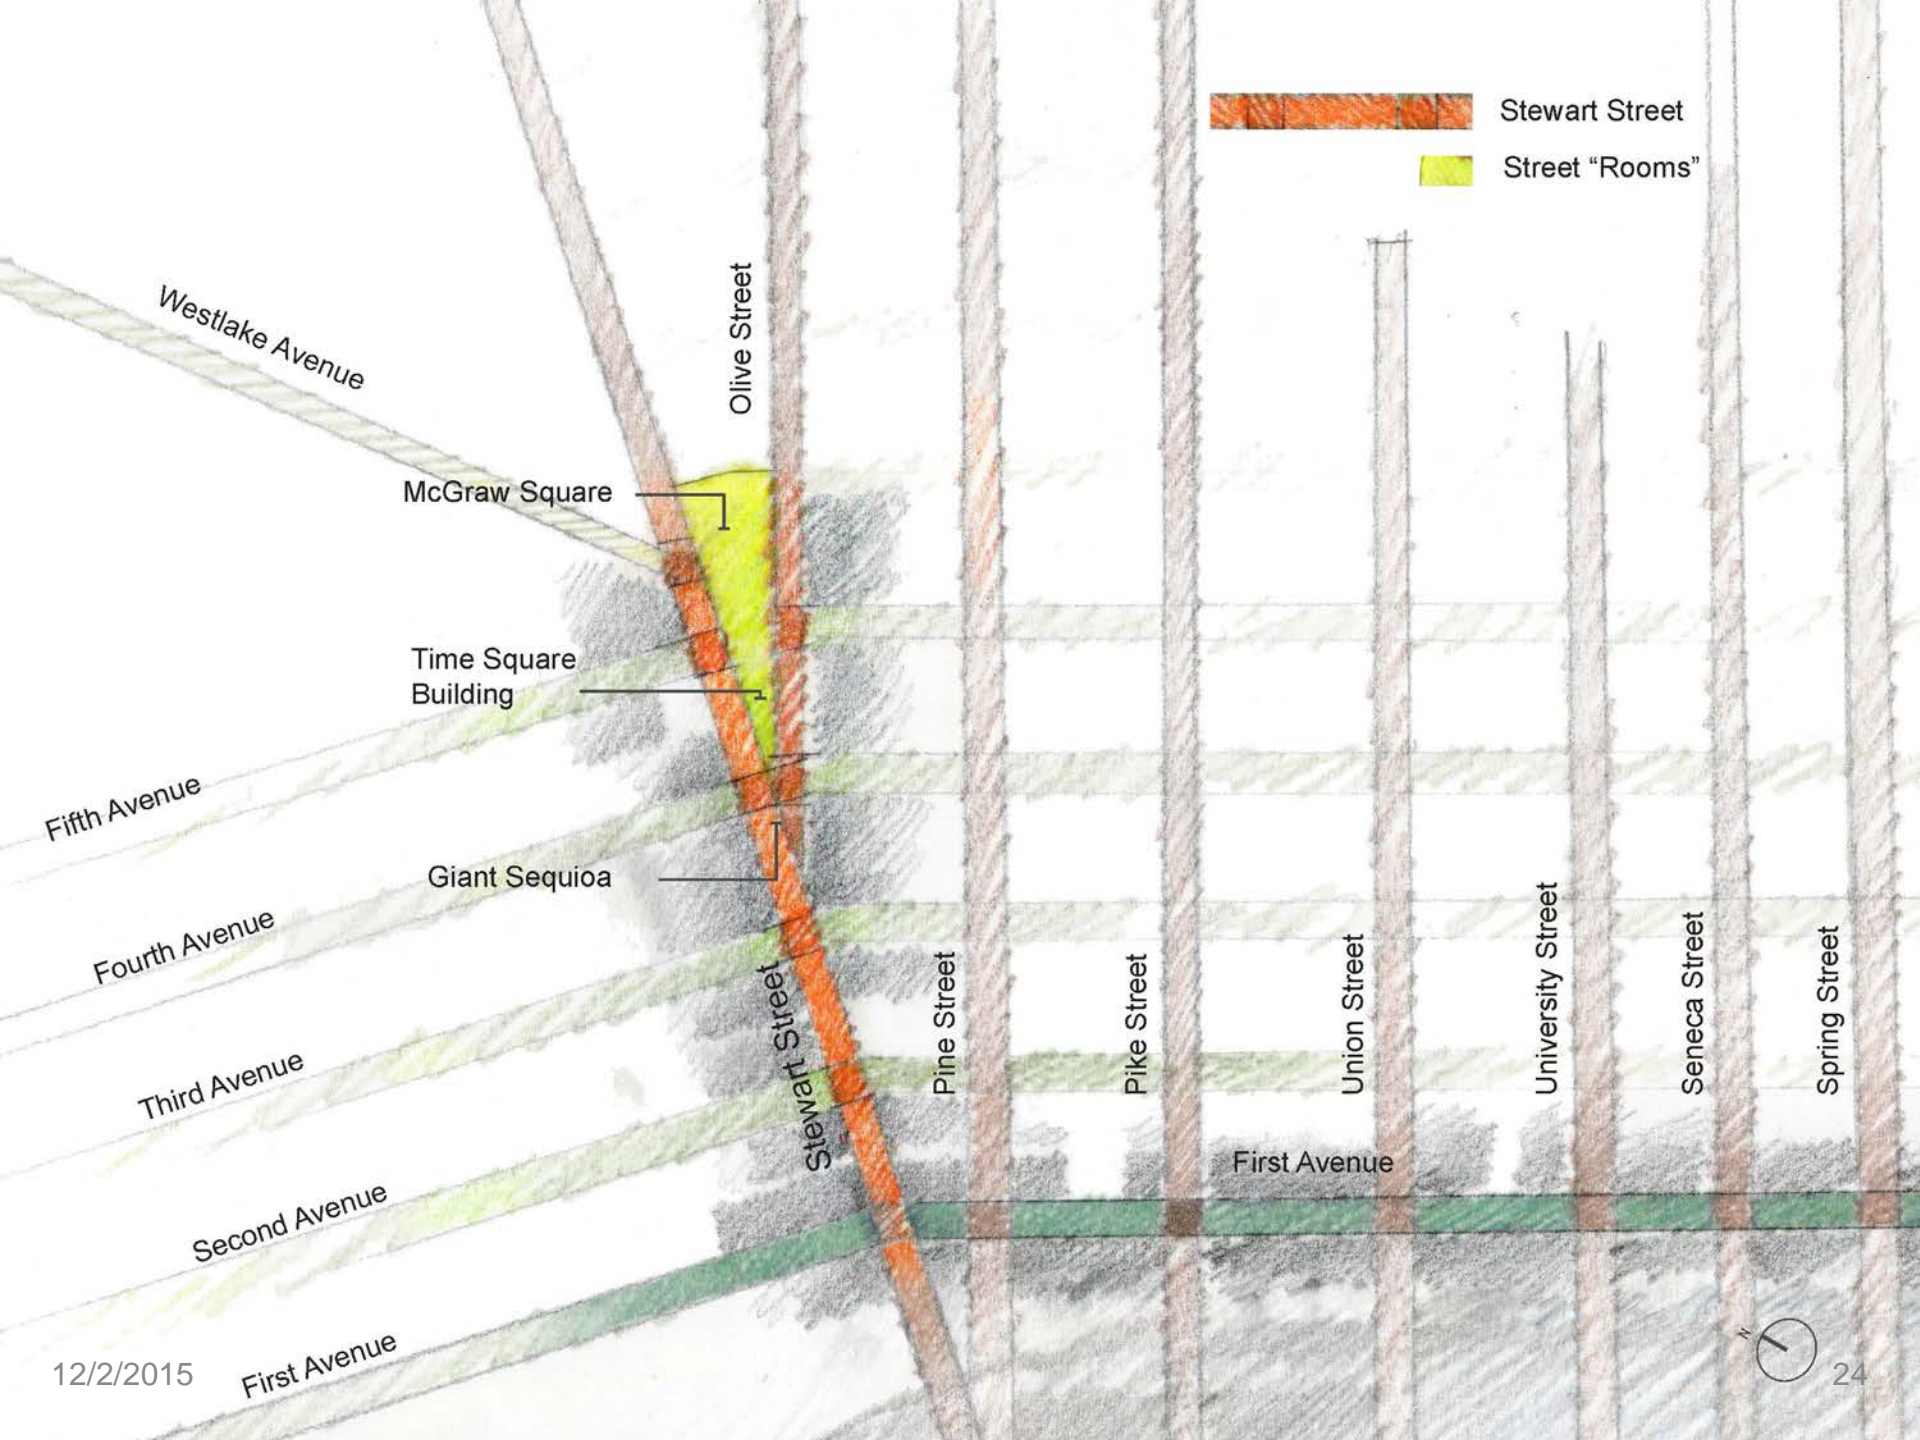 Stewart Street
Street “Rooms”
Westlake Avenue
Olive Street
McGraw Square
Time Square
Building
Fifth Avenue
Giant Sequioa
Fourth Avenue
Third Avenue
Stewart Street
Pine Street
Pike Street
Union Street
University Street
Seneca Street
Spring Street
First Avenue
Second Avenue
First Avenue
N
12/2/2015
24